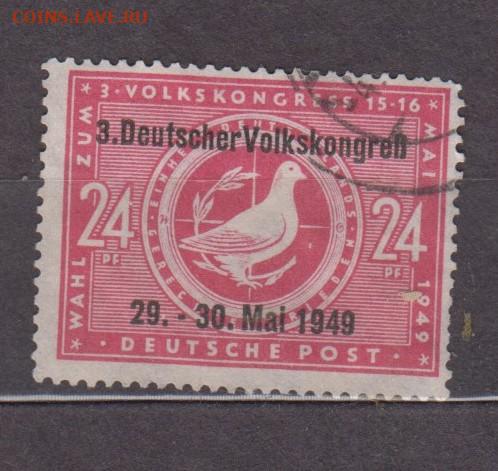 COINS.LAVE.RU
ZUM * 3 · VOLKSKONGRESS 15-16 * MAI
3. Deutscher Volkskongreß
24 PF
24 PF
WAHL
1949
29. - 30. Mai 1949
· DEUTSCHE POST ·